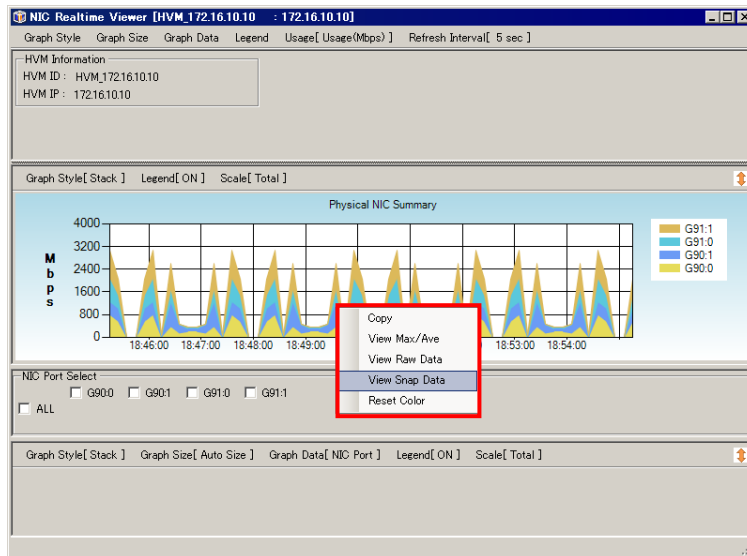 NIC Realtime Viewer [HVM_172.16.10.10 : 172.16.10.10]
Graph Style Graph Size Graph Data Legend Usage[ Usage(Mbps) ] Refresh Interval[ 5 sec ]
HVM Information
HVM ID : HVM_172.16.10.10
HVM IP : 172.16.10.10
Graph Style[ Stack ] Legend[ ON ] Scale[ Total ]
Physical NIC Summary
Mbps
4000
3200
2400
1600
800
0
18:46:00 18:47:00 18:48:00 18:49:00 18:53:00 18:54:00
G91:1
G91:0
G90:1
G90:0
Copy
View Max/Ave
View Raw Data
View Snap Data
Reset Color
NIC Port Select
G90:0 G90:1 G91:0 G91:1
ALL
Graph Style[ Stack ] Graph Size[ Auto Size ] Graph Data[ NIC Port ] Legend[ ON ] Scale[ Total ]